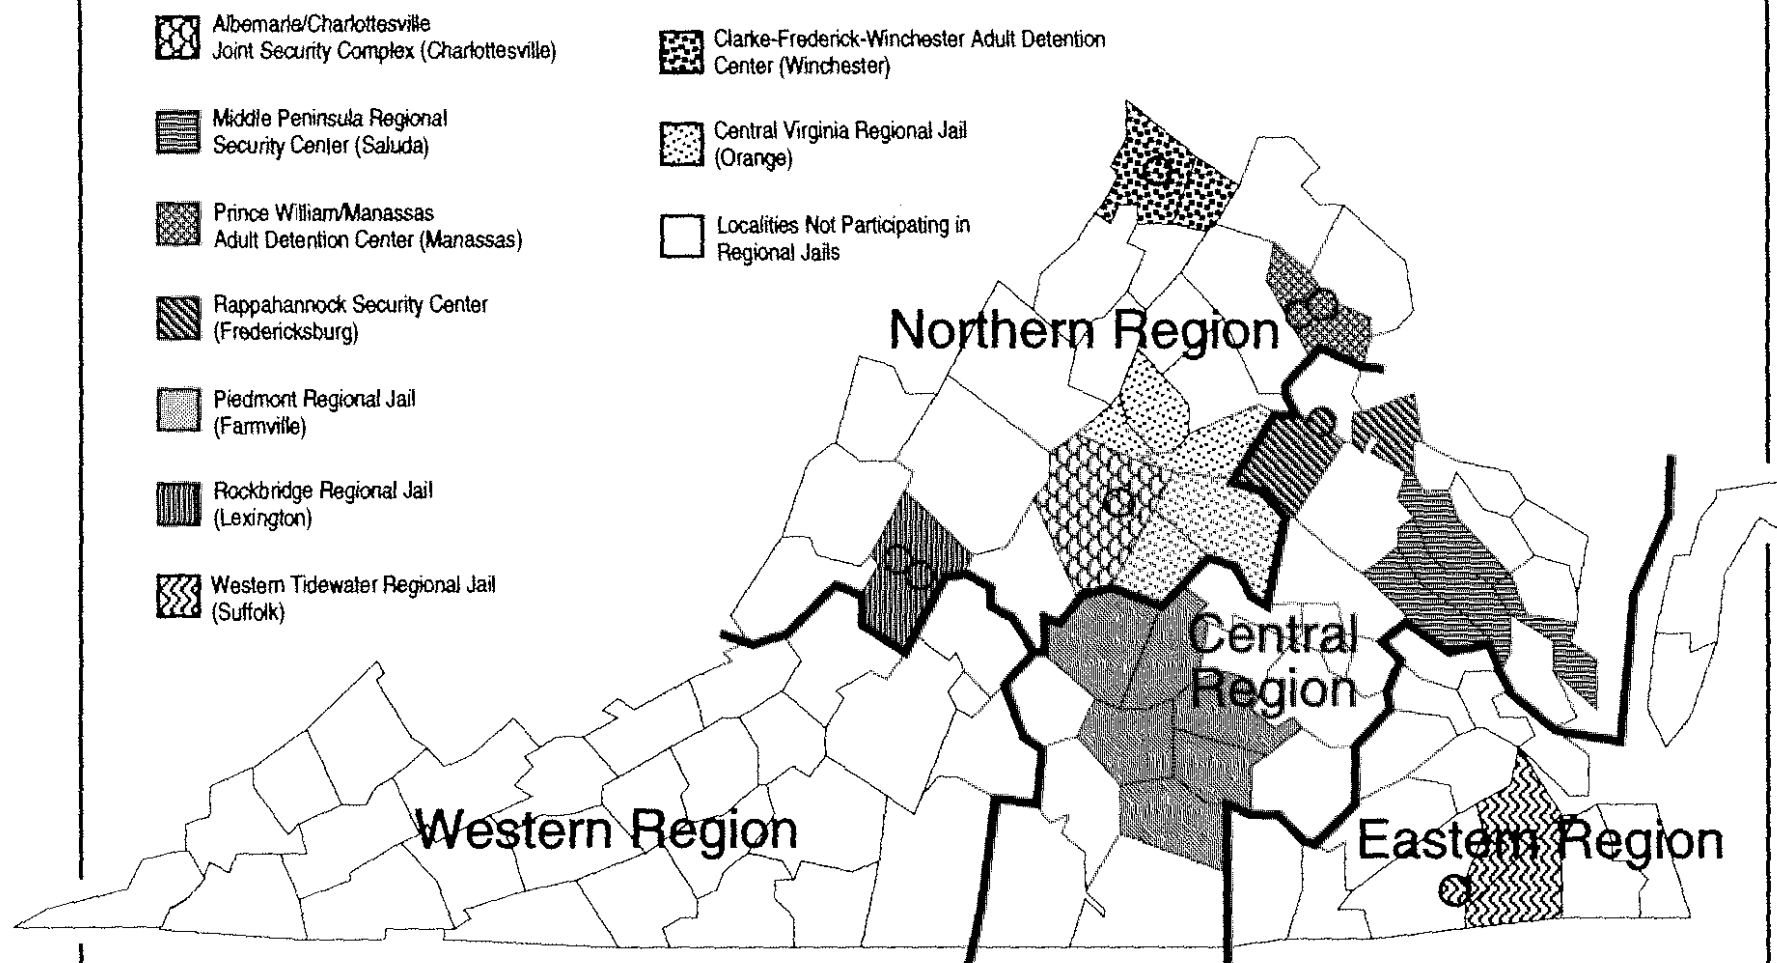 Albemarle/Charlottesville
Joint Security Complex (Charlottesville)
Middle Peninsula Regional
Security Center (Saluda)
Prince William/Manassas
Adult Detention Center (Manassas)
Rappahannock Security Center
(Fredericksburg)
Piedmont Regional Jail
(Farmville)
Rockbridge Regional Jail
(Lexington)
Western Tidewater Regional Jail
(Suffolk)
Clarke-Frederick-Winchester Adult Detention
Center (Winchester)
Central Virginia Regional Jail
(Orange)
Localities Not Participating in
Regional Jails
Northern Region
Central
Region
Western Region
Eastern Region